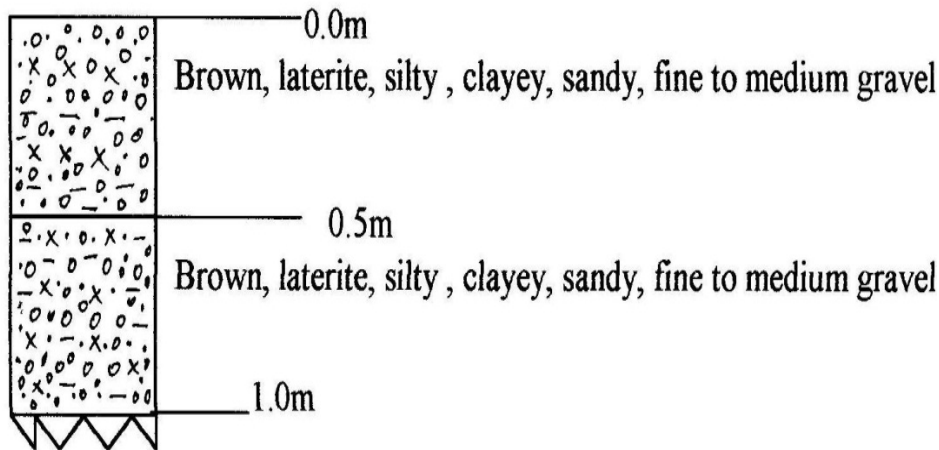 0.0m
Brown, laterite, silty , clayey, sandy, fine to medium gravel
0.5m
Brown, laterite, silty , clayey, sandy, fine to medium gravel
1.0m